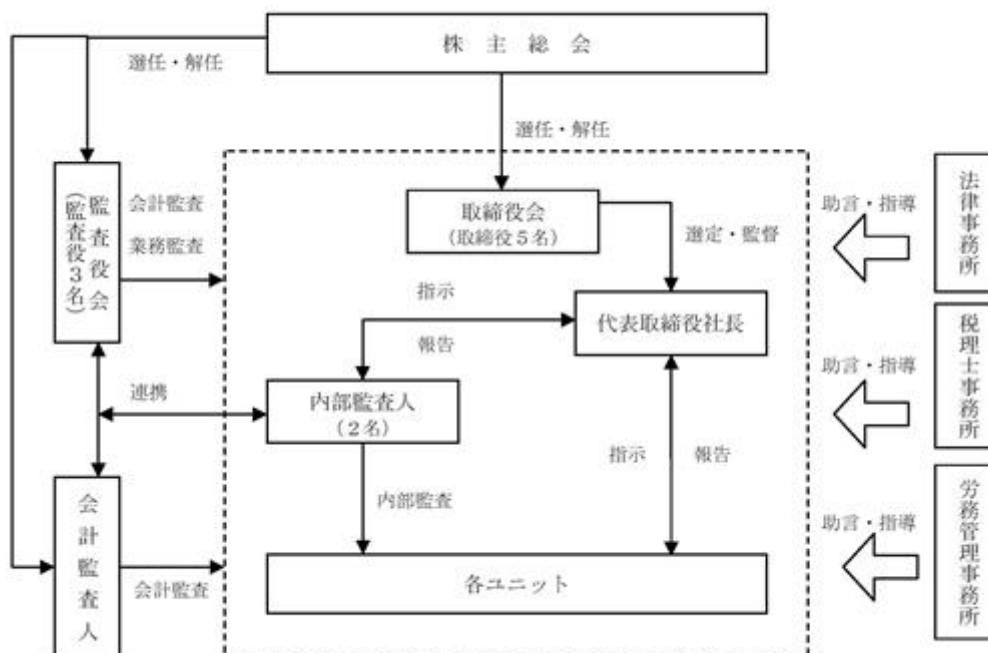 株主総会
選任・解任
選任・解任
監査役会
(監査役3名)
会計監査
業務監査
取締役会
(取締役5名)
選定・監督
助言・指導
法律事務所
指示
代表取締役社長
報告
連携
内部監査人
(2名)
助言・指導
税理士事務所
指示
報告
内部監査
会計監査人
会計監査
各ユニット
助言・指導
労務管理事務所